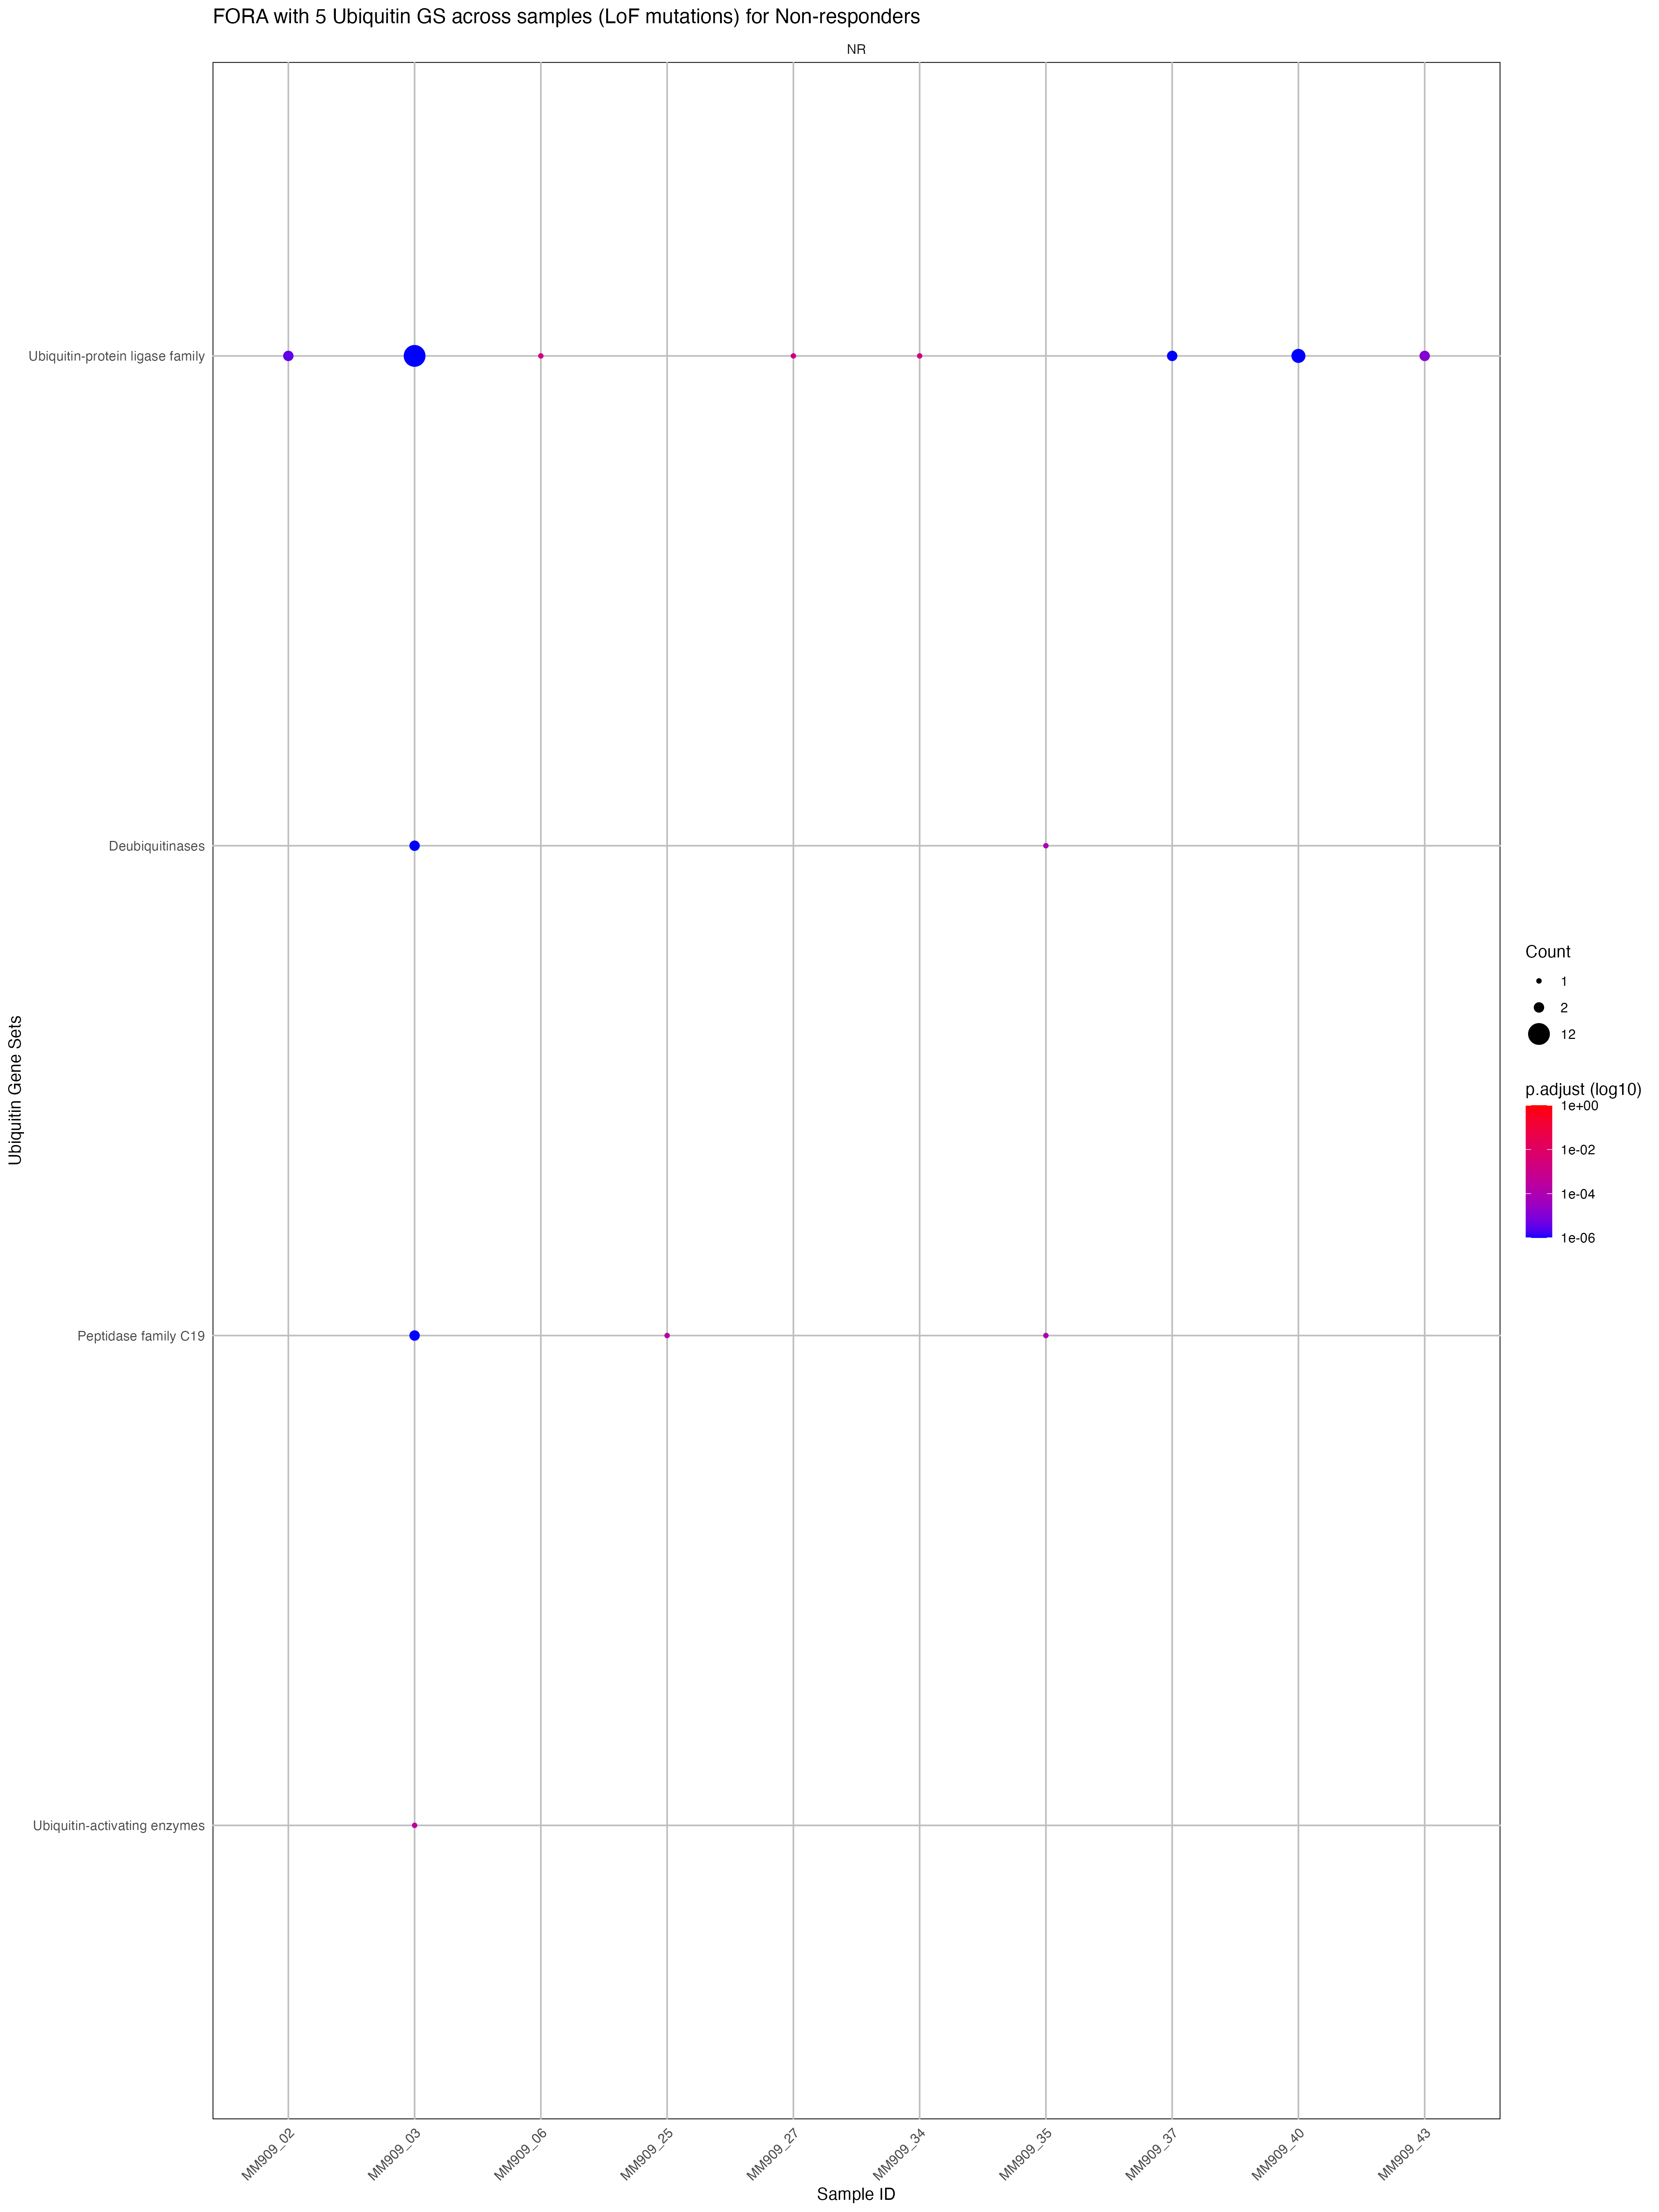 FORA with 5 Ubiquitin GS across samples (LoF mutations) for Non-responders
NR
Ubiquitin Gene Sets
Ubiquitin-protein ligase family
Deubiquitinases
Peptidase family C19
Ubiquitin-activating enzymes
Count
1
2
12
p.adjust (log10)
1e+00
1e-02
1e-04
1e-06
MM909_02
MM909_03
MM909_06
MM909_25
MM909_27
MM909_34
MM909_35
MM909_37
MM909_40
MM909_43
Sample ID